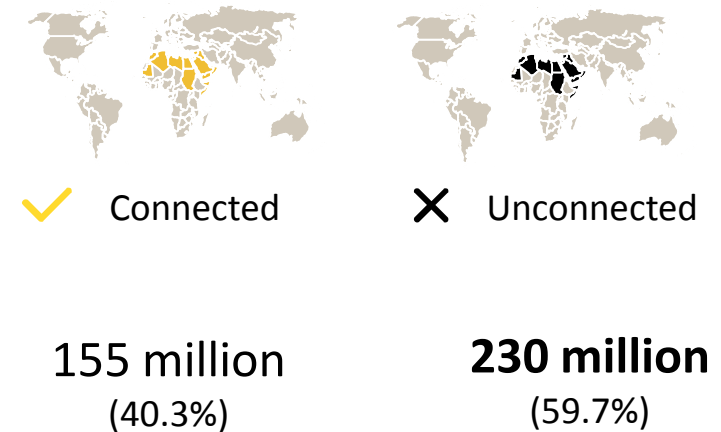 Connected
Unconnected
155 million
230 million
(40.3%)
(59.7%)